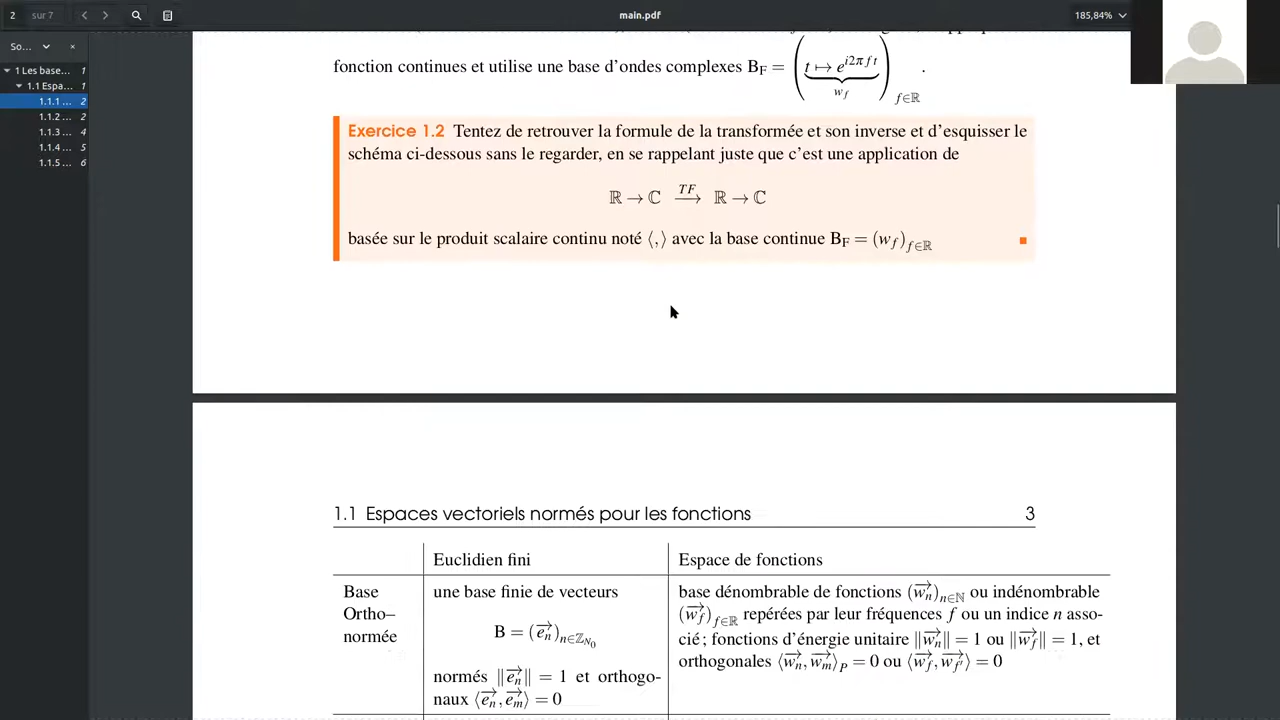 2 sur 7
main.pdf
185,84%
So...
1 Les base... 1
1.1 Espa... 1
1.1.1 ... 2
1.1.2 ... 2
1.1.3 ... 4
1.1.4 ... 5
1.1.5 ... 6
fonction continues et utilise une base d'ondes complexes B_F = (t ↦ e^{i2πft})_{f∈ℝ} .
w_f
Exercice 1.2 Tentez de retrouver la formule de la transformée et son inverse et d'esquisser le
schéma ci-dessous sans le regarder, en se rappelant juste que c'est une application de
ℝ → ℂ TF⟶ ℝ → ℂ
basée sur le produit scalaire continu noté ⟨,⟩ avec la base continue B_F = (w_f)_{f∈ℝ}
1.1 Espaces vectoriels normés pour les fonctions 3
Euclidien fini
Espace de fonctions
Base
Ortho–
normée
une base finie de vecteurs
B = (e⃗_n)_{n∈ℤ_{N_0}}
normés ‖e⃗_n‖ = 1 et orthogo-
naux ⟨e⃗_n, e⃗_m⟩ = 0
base dénombrable de fonctions (w⃗_n)_{n∈ℕ} ou indénombrable
(w⃗_f)_{f∈ℝ} repérées par leur fréquences f ou un indice n asso-
cié ; fonctions d'énergie unitaire ‖w⃗_n‖ = 1 ou ‖w⃗_f‖ = 1, et
orthogonales ⟨w⃗_n, w⃗_m⟩_P = 0 ou ⟨w⃗_f, w⃗_{f'}⟩ = 0